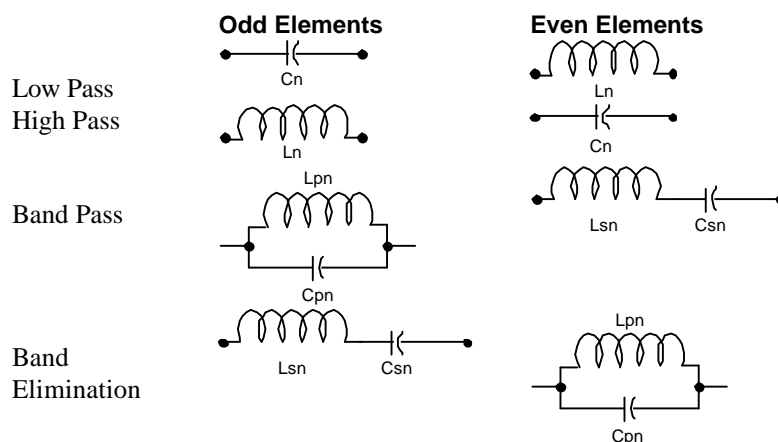 Odd Elements Even Elements
Cn
Ln
Low Pass
High Pass
Ln
Cn
Lpn
Band Pass
Lsn Csn
Cpn
Lpn
Lsn Csn
Band
Elimination
Cpn